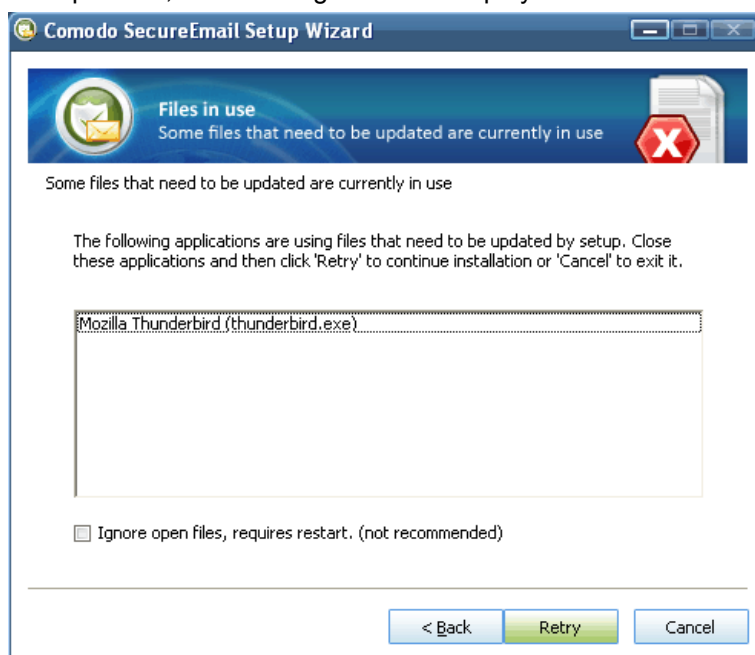 Comodo SecureEmail Setup Wizard
Files in use
Some files that need to be updated are currently in use
Some files that need to be updated are currently in use
The following applications are using files that need to be updated by setup. Close
these applications and then click 'Retry' to continue installation or 'Cancel' to exit it.
Mozilla Thunderbird (thunderbird.exe)
Ignore open files, requires restart. (not recommended)
< Back
Retry
Cancel